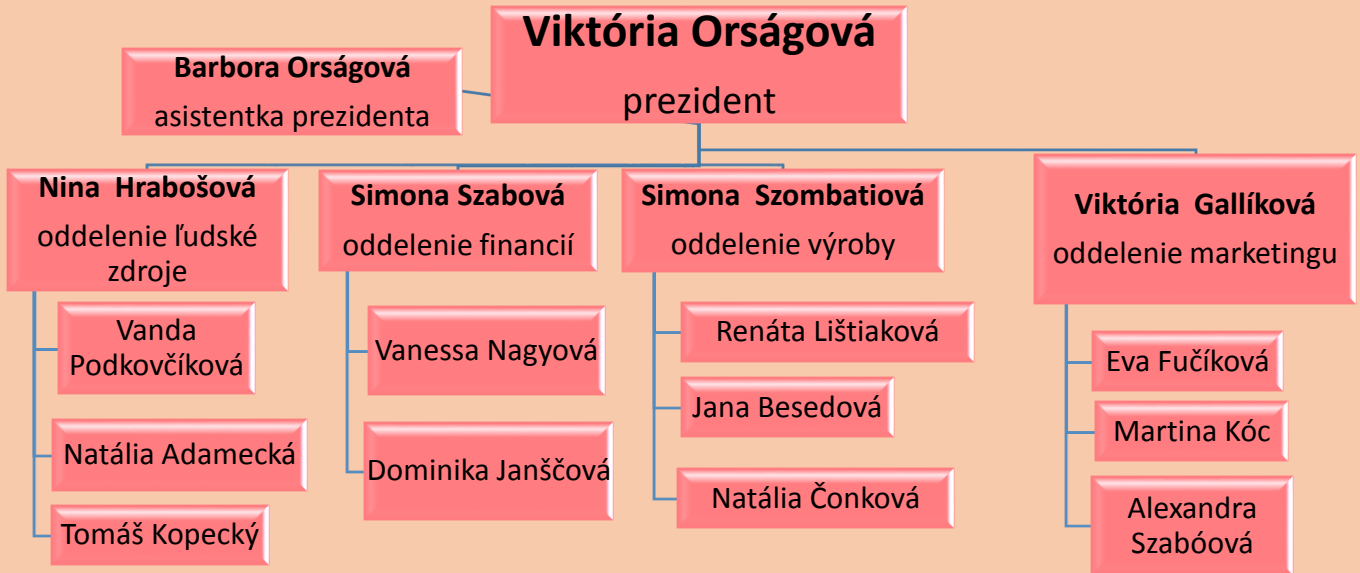 Viktória Orságová
prezident
Barbora Orságová
asistentka prezidenta
Nina Hrabošová
oddelenie ľudské
zdroje
Vanda
Podkovčíková
Natália Adamecká
Tomáš Kopecký
Simona Szabová
oddelenie financií
Vanessa Nagyová
Dominika Janščová
Simona Szombatiová
oddelenie výroby
Renáta Lištiaková
Jana Besedová
Natália Čonková
Viktória Gallíková
oddelenie marketingu
Eva Fučíková
Martina Kóc
Alexandra
Szabóová